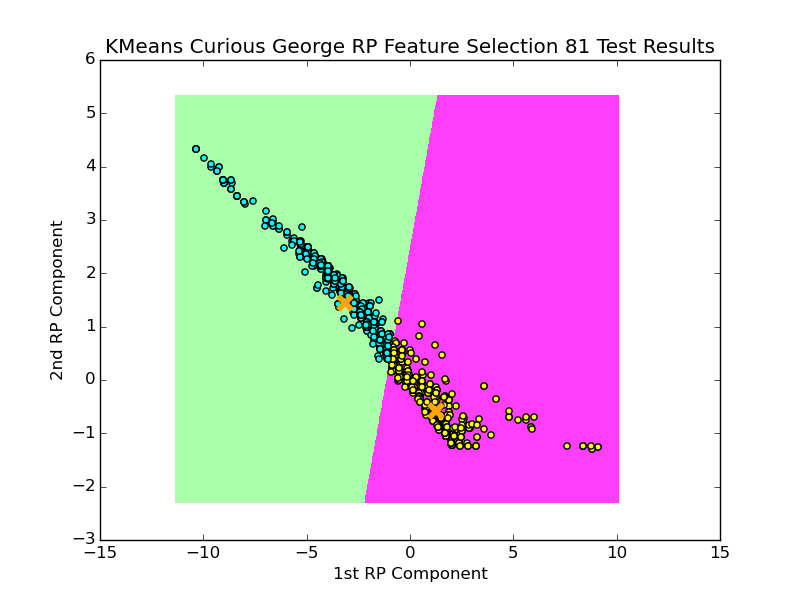 KMeans Curious George RP Feature Selection 81 Test Results
6
5
4
3
2
1
0
−1
−2
−3
2nd RP Component
−15 −10 −5 0 5 10 15
1st RP Component